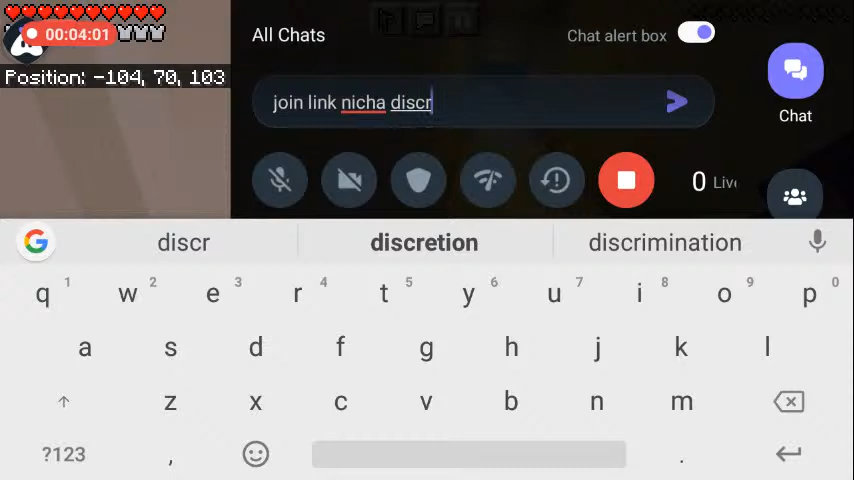 00:04:01
All Chats
Chat alert box
Position: -104, 70, 103
join link nicha discr
Chat
0 Live
discr discretion discrimination
q 1 w 2 e 3 r 4 t 5 y 6 u 7 i 8 o 9 p 0
a s d f g h j k l
z x c v b n m
?123 , .